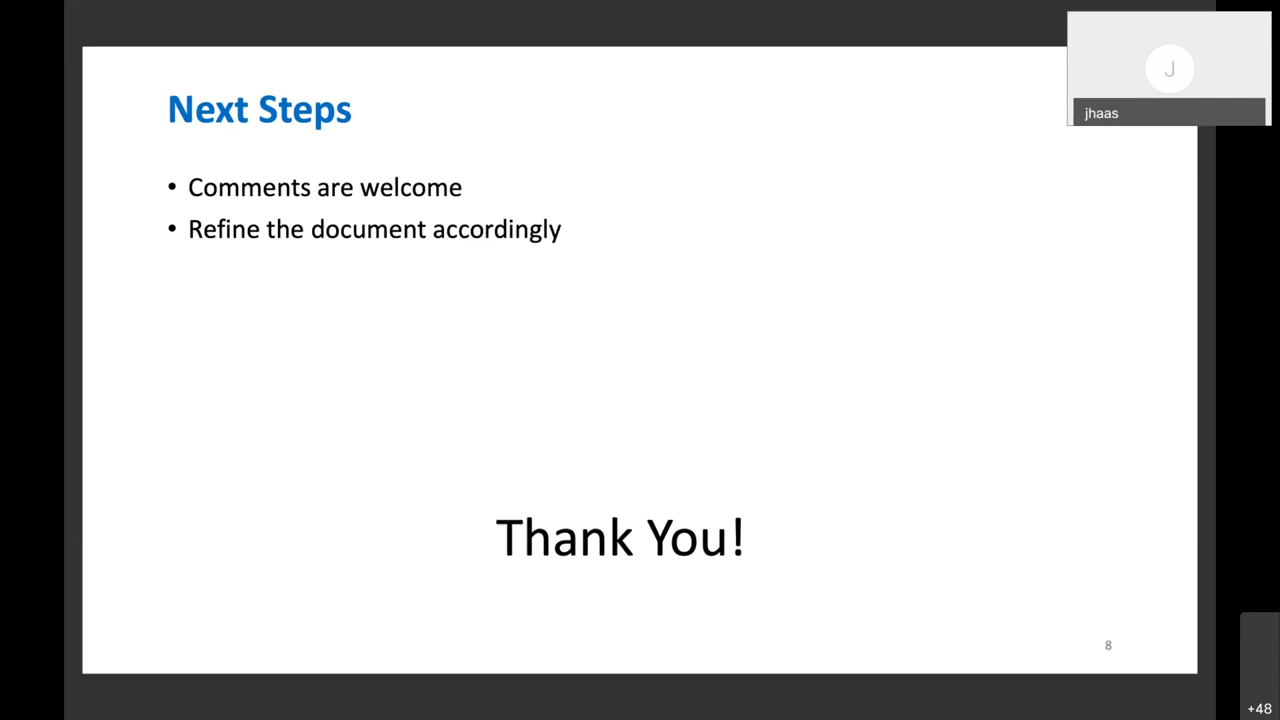 Next Steps
• Comments are welcome
• Refine the document accordingly
Thank You!
8
J
jhaas
+48